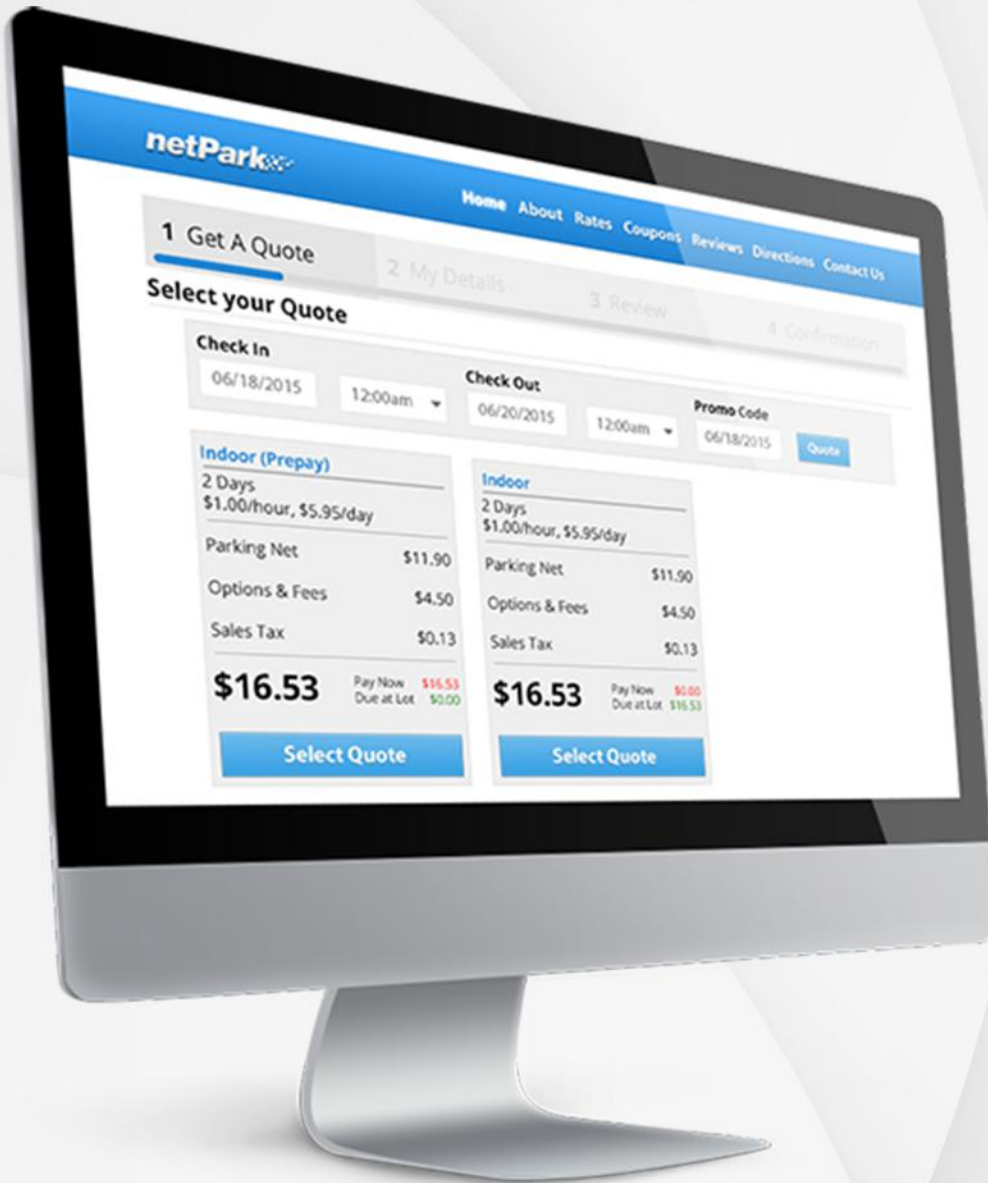 netPark
Home About Rates Coupons Reviews Directions Contact Us
1 Get A Quote
2 My Details
3 Review
4 Confirmation
Select your Quote
Check In
Check Out
Promo Code
06/18/2015
12:00am
06/20/2015
12:00am
06/18/2015
Quote
Indoor (Prepay)
2 Days
$1.00/hour, $5.95/day
Parking Net $11.90
Options & Fees $4.50
Sales Tax $0.13
$16.53
Pay Now $16.53
Due at Lot $0.00
Select Quote
Indoor
2 Days
$1.00/hour, $5.95/day
Parking Net $11.90
Options & Fees $4.50
Sales Tax $0.13
$16.53
Pay Now $0.00
Due at Lot $16.53
Select Quote